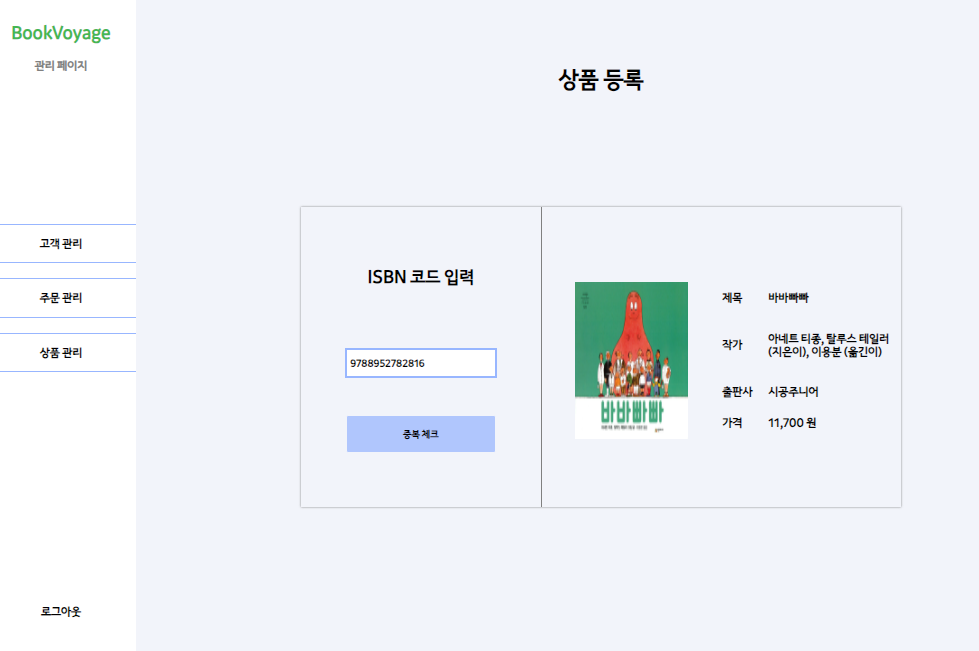 BookVoyage
관리 페이지
고객 관리
주문 관리
상품 관리
로그아웃
상품 등록
ISBN 코드 입력
9788952782816
중복 체크
바바빠빠
제목 바바빠빠
작가 아네트 티종, 탈루스 테일러
(지은이), 이용분 (옮긴이)
출판사 시공주니어
가격 11,700 원